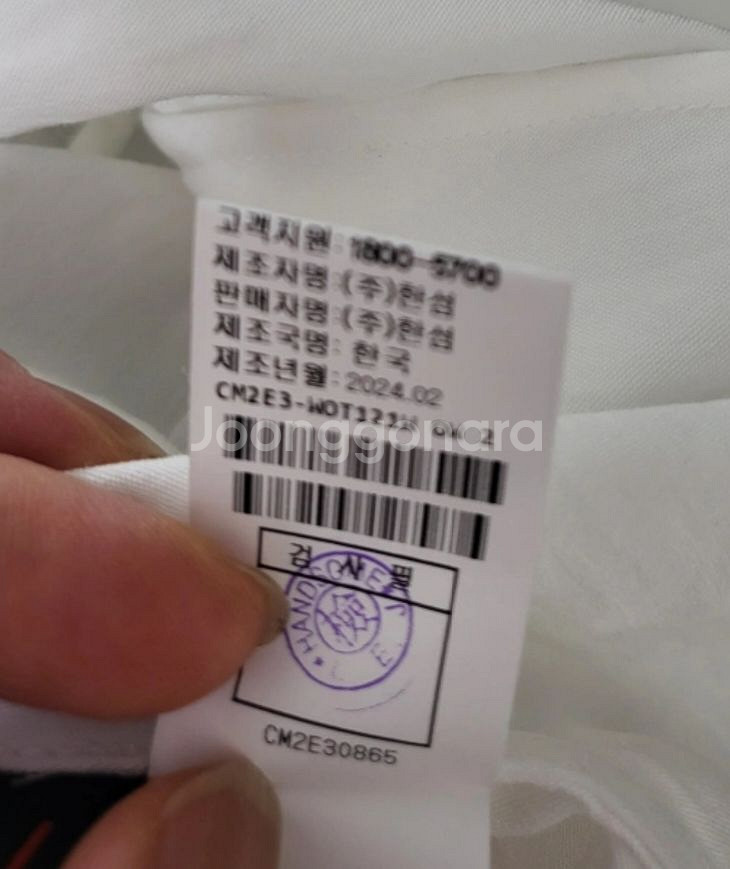 고객지원: 1800-5700
제조자명:(주)한섬
판매자명:(주)한섬
제조국명: 한국
제조년월: 2024.02
Joonggonara
검사필
CM2E30865